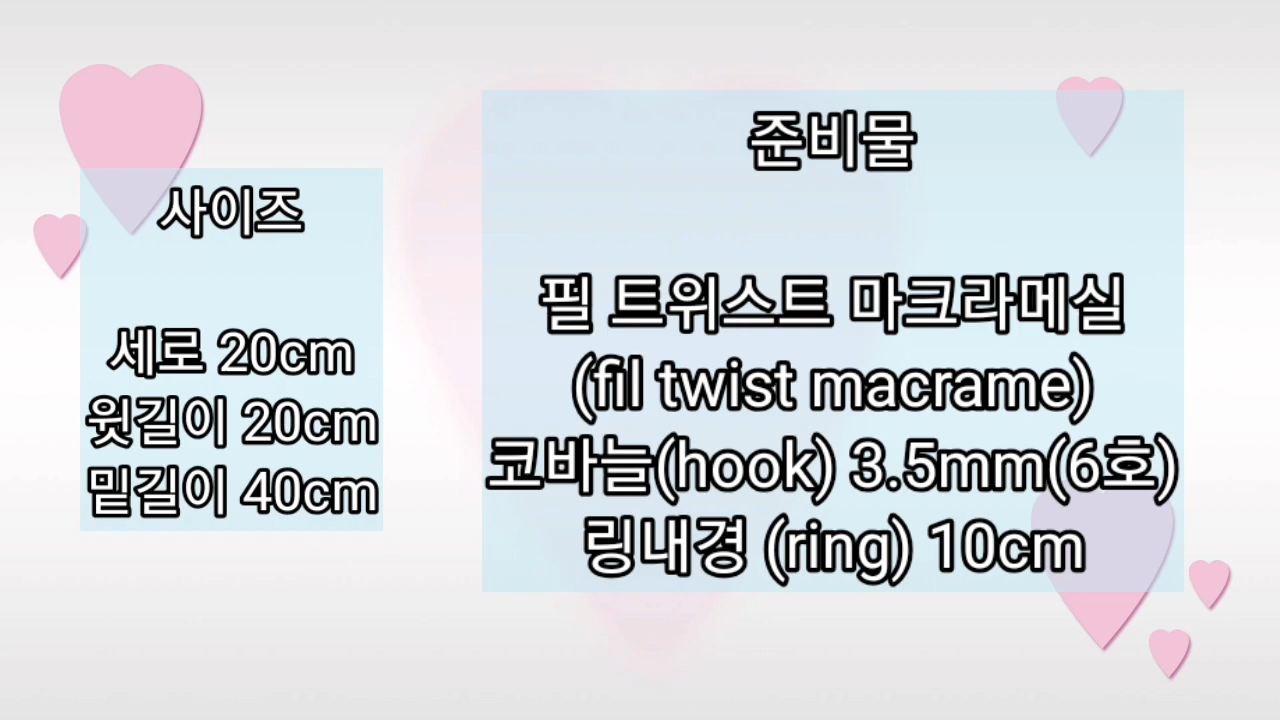 사이즈
세로 20cm
윗길이 20cm
밑길이 40cm
준비물
필 트위스트 마크라메실
(fil twist macrame)
코바늘(hook) 3.5mm(6호)
링내경 (ring) 10cm